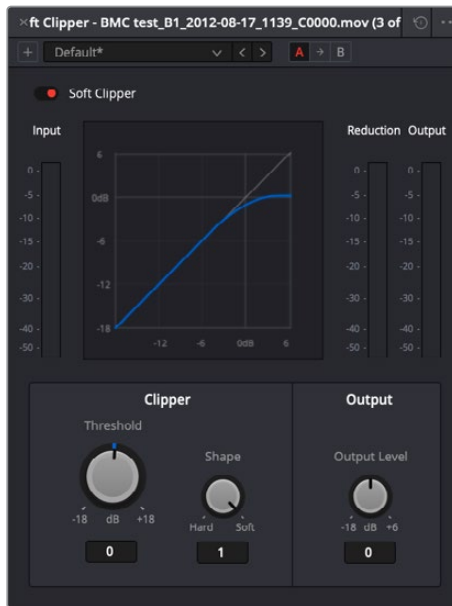 ft Clipper - BMC test_B1_2012-08-17_1139_C0000.mov (3 of
Default*
A
B
Soft Clipper
Input
Reduction Output
6
0dB
-6
-12
-18
-12 -6 0dB 6
0
-5
-10
-15
-20
-30
-40
-50
0 0
-5 -5
-10 -10
-15 -15
-20 -20
-30 -30
-40 -40
-50 -50
Clipper
Threshold
-18 dB +18
0
Shape
Hard Soft
1
Output
Output Level
-18 dB +6
0